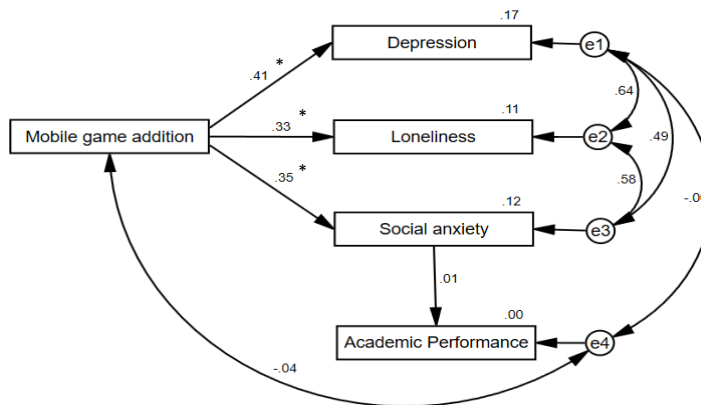 .17
Depression
e1
.41 *
.64
.11
Mobile game addition
.33 *
Loneliness
e2
.49
.35 *
.58
-.0
.12
Social anxiety
e3
.01
.00
Academic Performance
e4
-.04